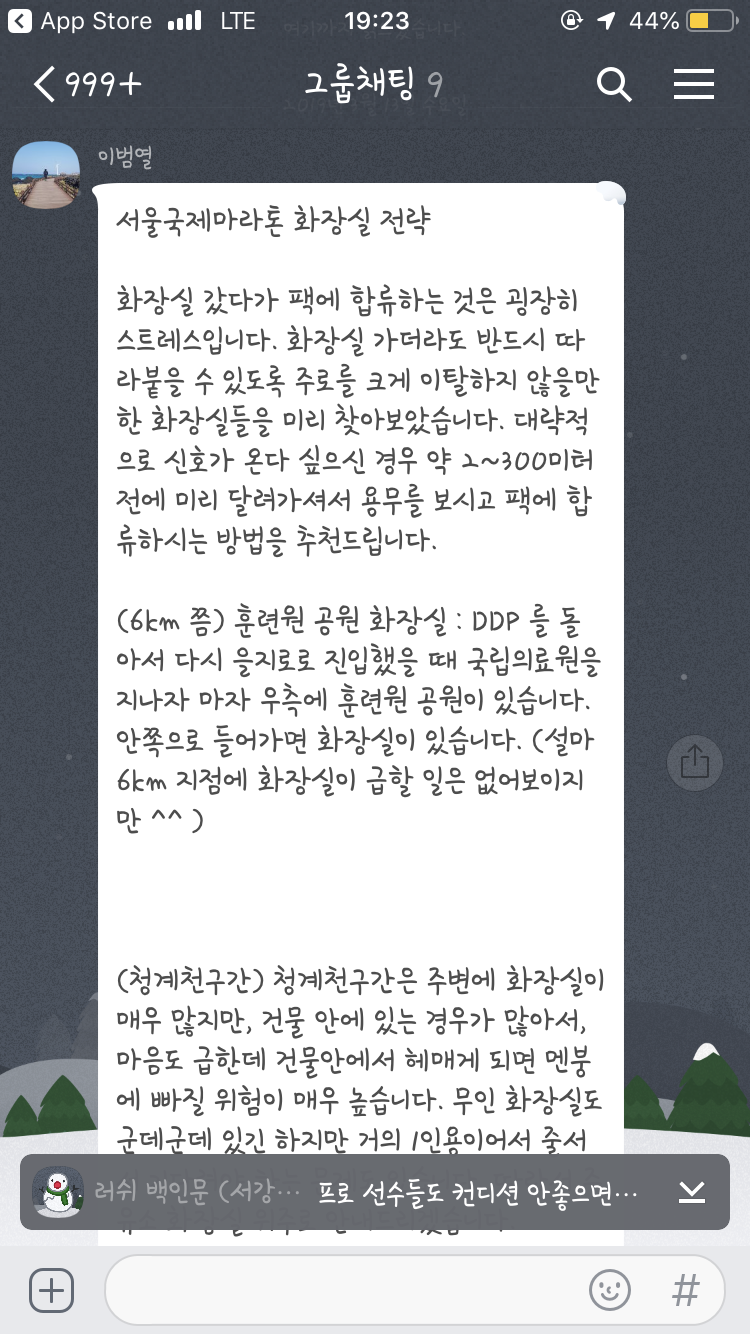 App Store LTE 19:23 44%
999+ 그룹채팅 9
이범열
서울국제마라톤 화장실 전략
화장실 갔다가 팩에 합류하는 것은 굉장히
스트레스입니다. 화장실 가더라도 반드시 따
라붙을 수 있도록 주로를 크게 이탈하지 않을만
한 화장실들을 미리 찾아보았습니다. 대략적
으로 신호가 온다 싶으신 경우 약 2~300미터
전에 미리 달려가셔서 용무를 보시고 팩에 합
류하시는 방법을 추천드립니다.
(6km 쯤) 훈련원 공원 화장실 : DDP 를 돌
아서 다시 을지로로 진입했을 때 국립의료원을
지나자 마자 우측에 훈련원 공원이 있습니다.
안쪽으로 들어가면 화장실이 있습니다. (설마
6km 지점에 화장실이 급할 일은 없어보이지
만 ^^ )
(청계천구간) 청계천구간은 주변에 화장실이
매우 많지만, 건물 안에 있는 경우가 많아서,
마음도 급한데 건물안에서 헤매게 되면 멘붕
에 빠질 위험이 매우 높습니다. 무인 화장실도
군데군데 있긴 하지만 거의 1인용이어서 줄서
러쉬 백인문 (서강… 프로 선수들도 컨디션 안좋으면…
#